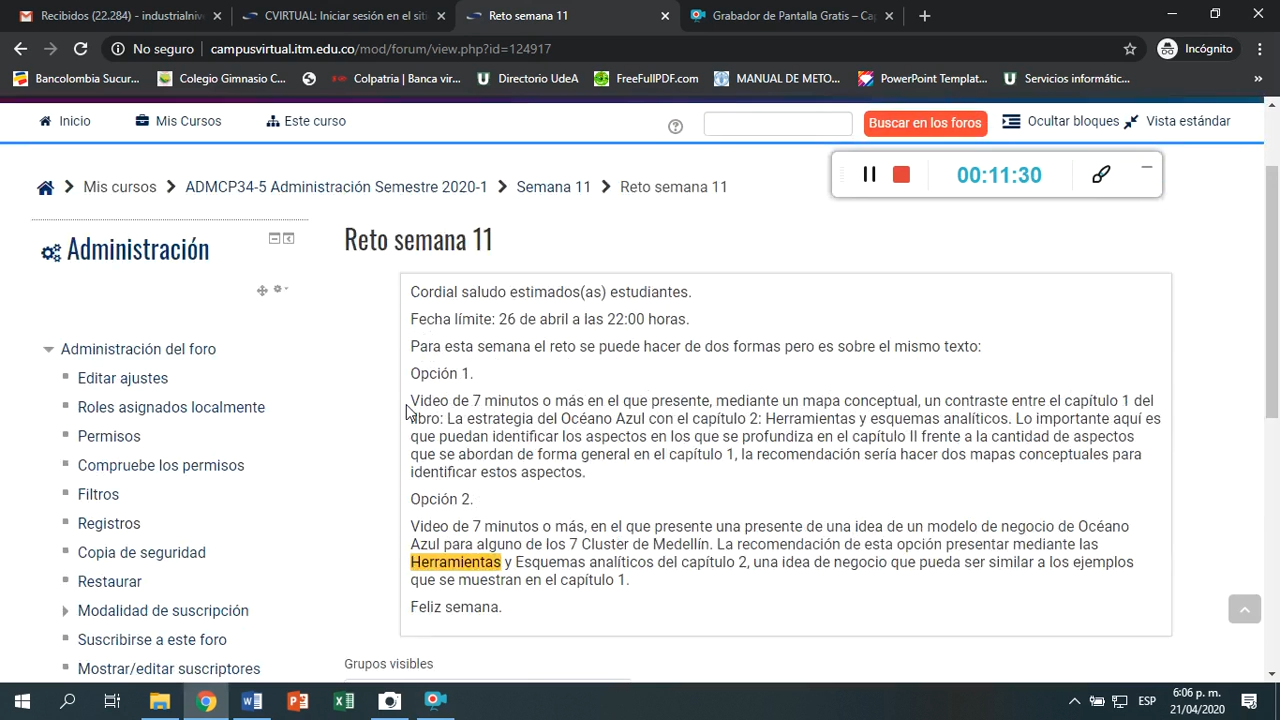 Recibidos (22.284) - industrialnive
CVIRTUAL: Iniciar sesión en el siti
Reto semana 11
Grabador de Pantalla Gratis – Ca
No seguro
campusvirtual.itm.edu.co/mod/forum/view.php?id=124917
Incógnito
Bancolombia Sucur...
Colegio Gimnasio C...
Colpatria | Banca vir...
Directorio UdeA
FreeFullPDF.com
MANUAL DE METO...
PowerPoint Templat...
Servicios informátic...
Inicio
Mis Cursos
Este curso
Buscar en los foros
Ocultar bloques
Vista estándar
Mis cursos
ADMCP34-5 Administración Semestre 2020-1
Semana 11
Reto semana 11
00:11:30
Administración
Administración del foro
Editar ajustes
Roles asignados localmente
Permisos
Compruebe los permisos
Filtros
Registros
Copia de seguridad
Restaurar
Modalidad de suscripción
Suscribirse a este foro
Mostrar/editar suscriptores
Reto semana 11
Cordial saludo estimados(as) estudiantes.
Fecha límite: 26 de abril a las 22:00 horas.
Para esta semana el reto se puede hacer de dos formas pero es sobre el mismo texto:
Opción 1.
Video de 7 minutos o más en el que presente, mediante un mapa conceptual, un contraste entre el capítulo 1 del
libro: La estrategia del Océano Azul con el capítulo 2: Herramientas y esquemas analíticos. Lo importante aquí es
que puedan identificar los aspectos en los que se profundiza en el capítulo II frente a la cantidad de aspectos
que se abordan de forma general en el capítulo 1, la recomendación sería hacer dos mapas conceptuales para
identificar estos aspectos.
Opción 2.
Video de 7 minutos o más, en el que presente una presente de una idea de un modelo de negocio de Océano
Azul para alguno de los 7 Cluster de Medellín. La recomendación de esta opción presentar mediante las
Herramientas y Esquemas analíticos del capítulo 2, una idea de negocio que pueda ser similar a los ejemplos
que se muestran en el capítulo 1.
Feliz semana.
Grupos visibles
ESP
6:06 p. m.
21/04/2020